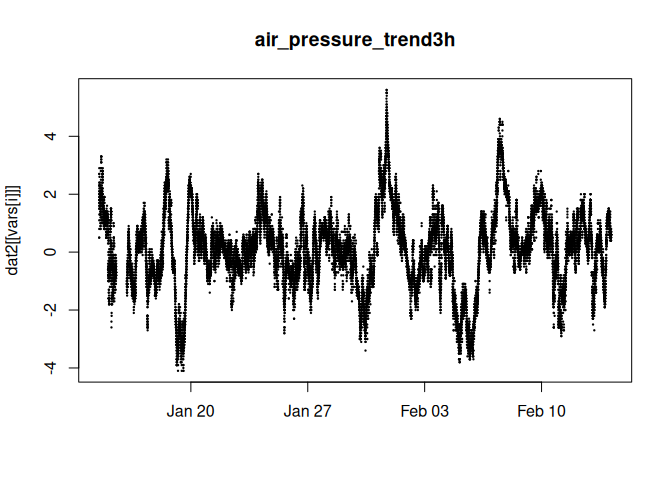 air_pressure_trend3h
dat2[[vars[i]]]
4
2
0
-2
-4
Jan 20
Jan 27
Feb 03
Feb 10